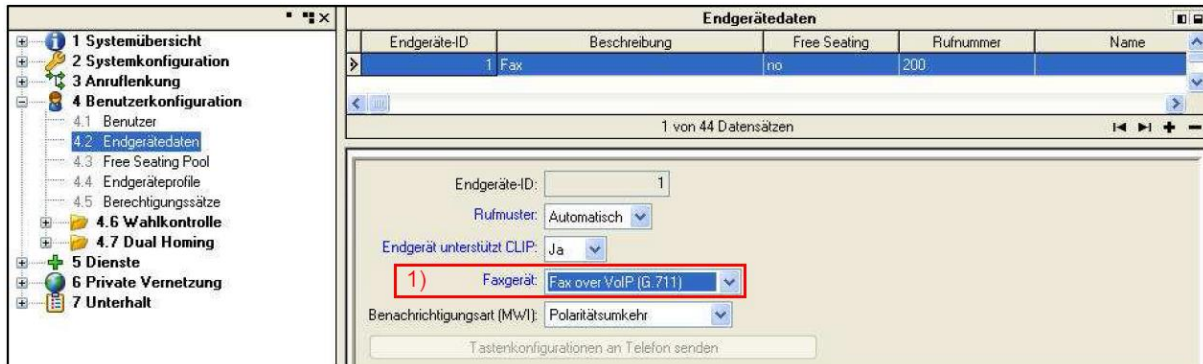 1 Systemübersicht
2 Systemkonfiguration
3 Anruflenkung
4 Benutzerkonfiguration
4.1 Benutzer
4.2 Endgerätedaten
4.3 Free Seating Pool
4.4 Endgeräteprofile
4.5 Berechtigungssätze
4.6 Wahlkontrolle
4.7 Dual Homing
5 Dienste
6 Private Vernetzung
7 Unterhalt
Endgerätedaten
Endgeräte-ID Beschreibung Free Seating Rufnummer Name
1 Fax no 200
1 von 44 Datensätzen
Endgeräte-ID: 1
Rufmuster: Automatisch
Endgerät unterstützt CLIP: Ja
1) Faxgerät: Fax over VoIP (G.711)
Benachrichtigungsart (MWI): Polaritätsumkehr
Tastenkonfigurationen an Telefon senden